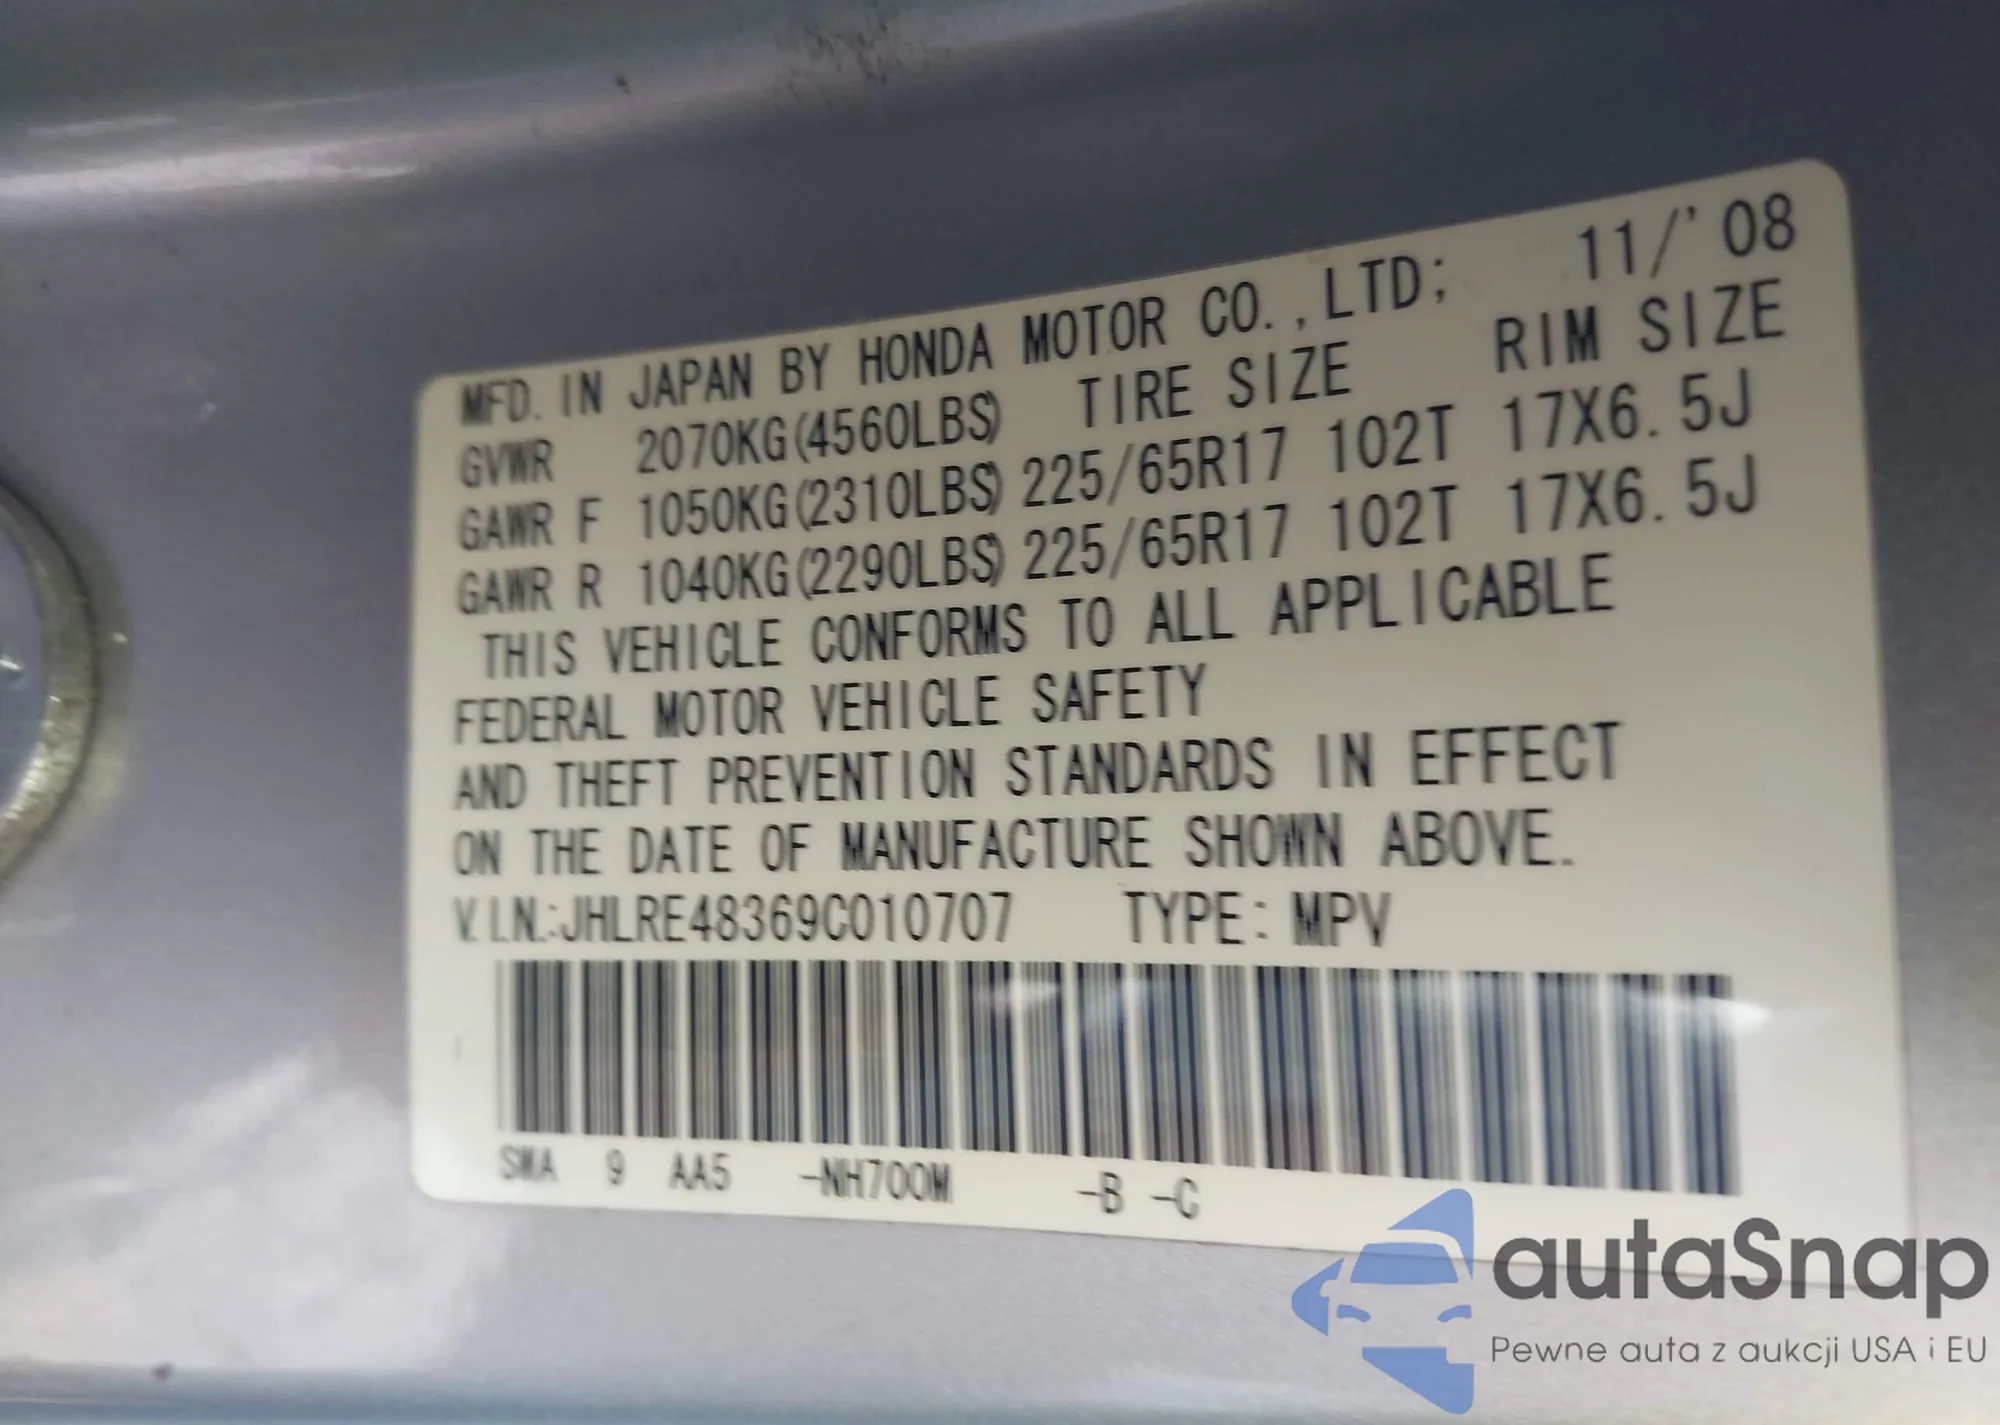 MFD. IN JAPAN BY HONDA MOTOR CO.,LTD; 11/'08
GVWR 2070KG(4560LBS) TIRE SIZE RIM SIZE
GAWR F 1050KG(2310LBS) 225/65R17 102T 17X6.5J
GAWR R 1040KG(2290LBS) 225/65R17 102T 17X6.5J
THIS VEHICLE CONFORMS TO ALL APPLICABLE
FEDERAL MOTOR VEHICLE SAFETY
AND THEFT PREVENTION STANDARDS IN EFFECT
ON THE DATE OF MANUFACTURE SHOWN ABOVE.
V.I.N.:JHLRE48369C010707 TYPE: MPV
SWA 9 AA5 -NH700M -B -C
autaSnap
Pewne auta z aukcji USA i EU